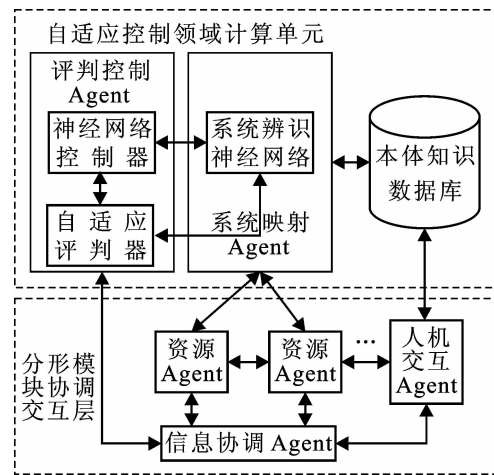 自适应控制领域计算单元
评判控制
Agent
神经网络
控制器
自适应
评判器
系统辨识
神经网络
系统映射
Agent
本体知识
数据库
分形模
块协调
交互层
资源
Agent
资源
Agent
...
人机
交互
Agent
信息协调 Agent